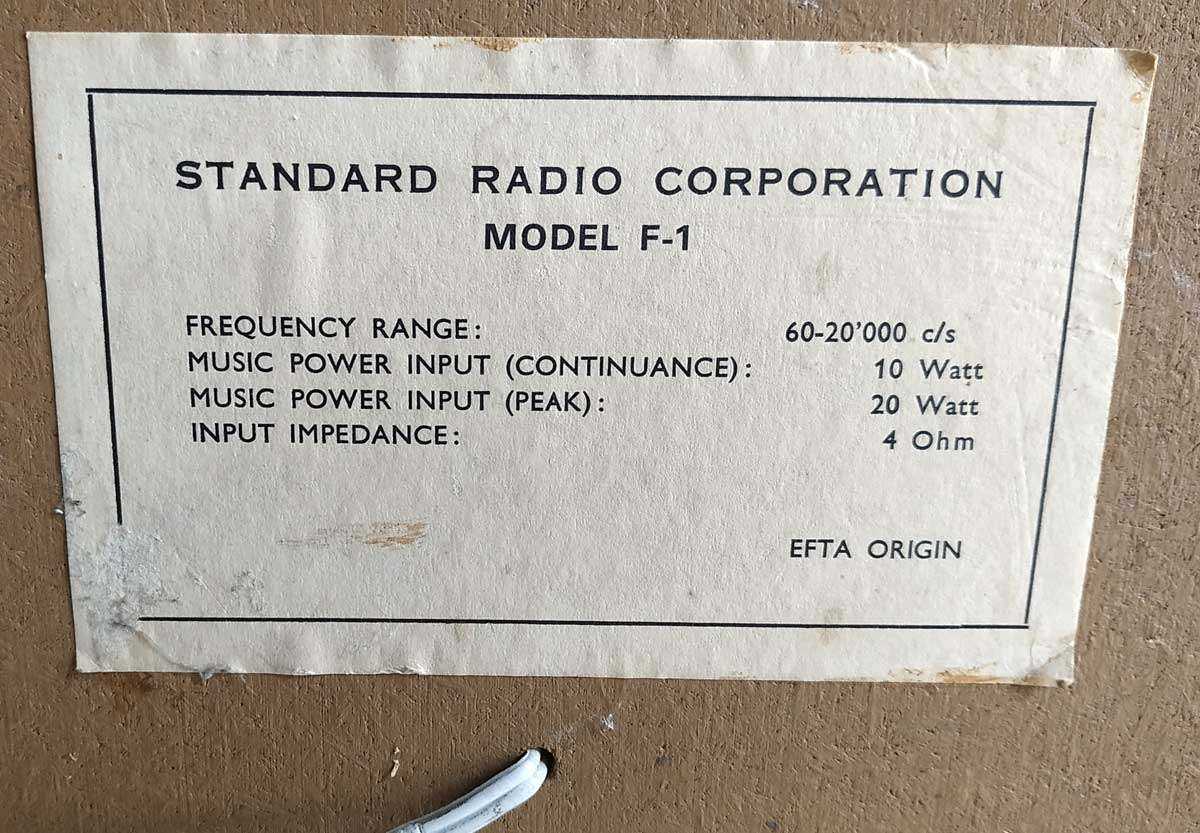 STANDARD RADIO CORPORATION
MODEL F-1
FREQUENCY RANGE: 60-20'000 c/s
MUSIC POWER INPUT (CONTINUANCE): 10 Watt
MUSIC POWER INPUT (PEAK): 20 Watt
INPUT IMPEDANCE: 4 Ohm
EFTA ORIGIN